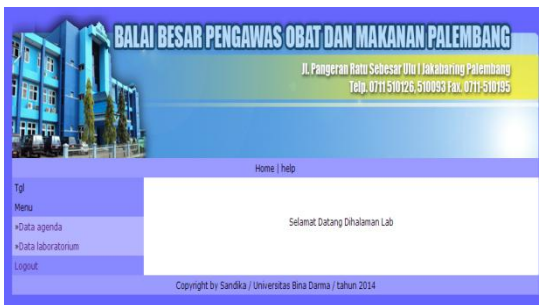 BALAI BESAR PENGAWAS OBAT DAN MAKANAN PALEMBANG
Jl. Pangeran Ratu Sebesar Ulu I Jakabaring Palembang
Telp. 0711 510126, 510093 Fax. 0711-510195
Home | help
Tgl
Menu
»Data agenda
»Data laboratorium
Logout
Selamat Datang Dihalaman Lab
Copyright by Sandika / Universitas Bina Darma / tahun 2014